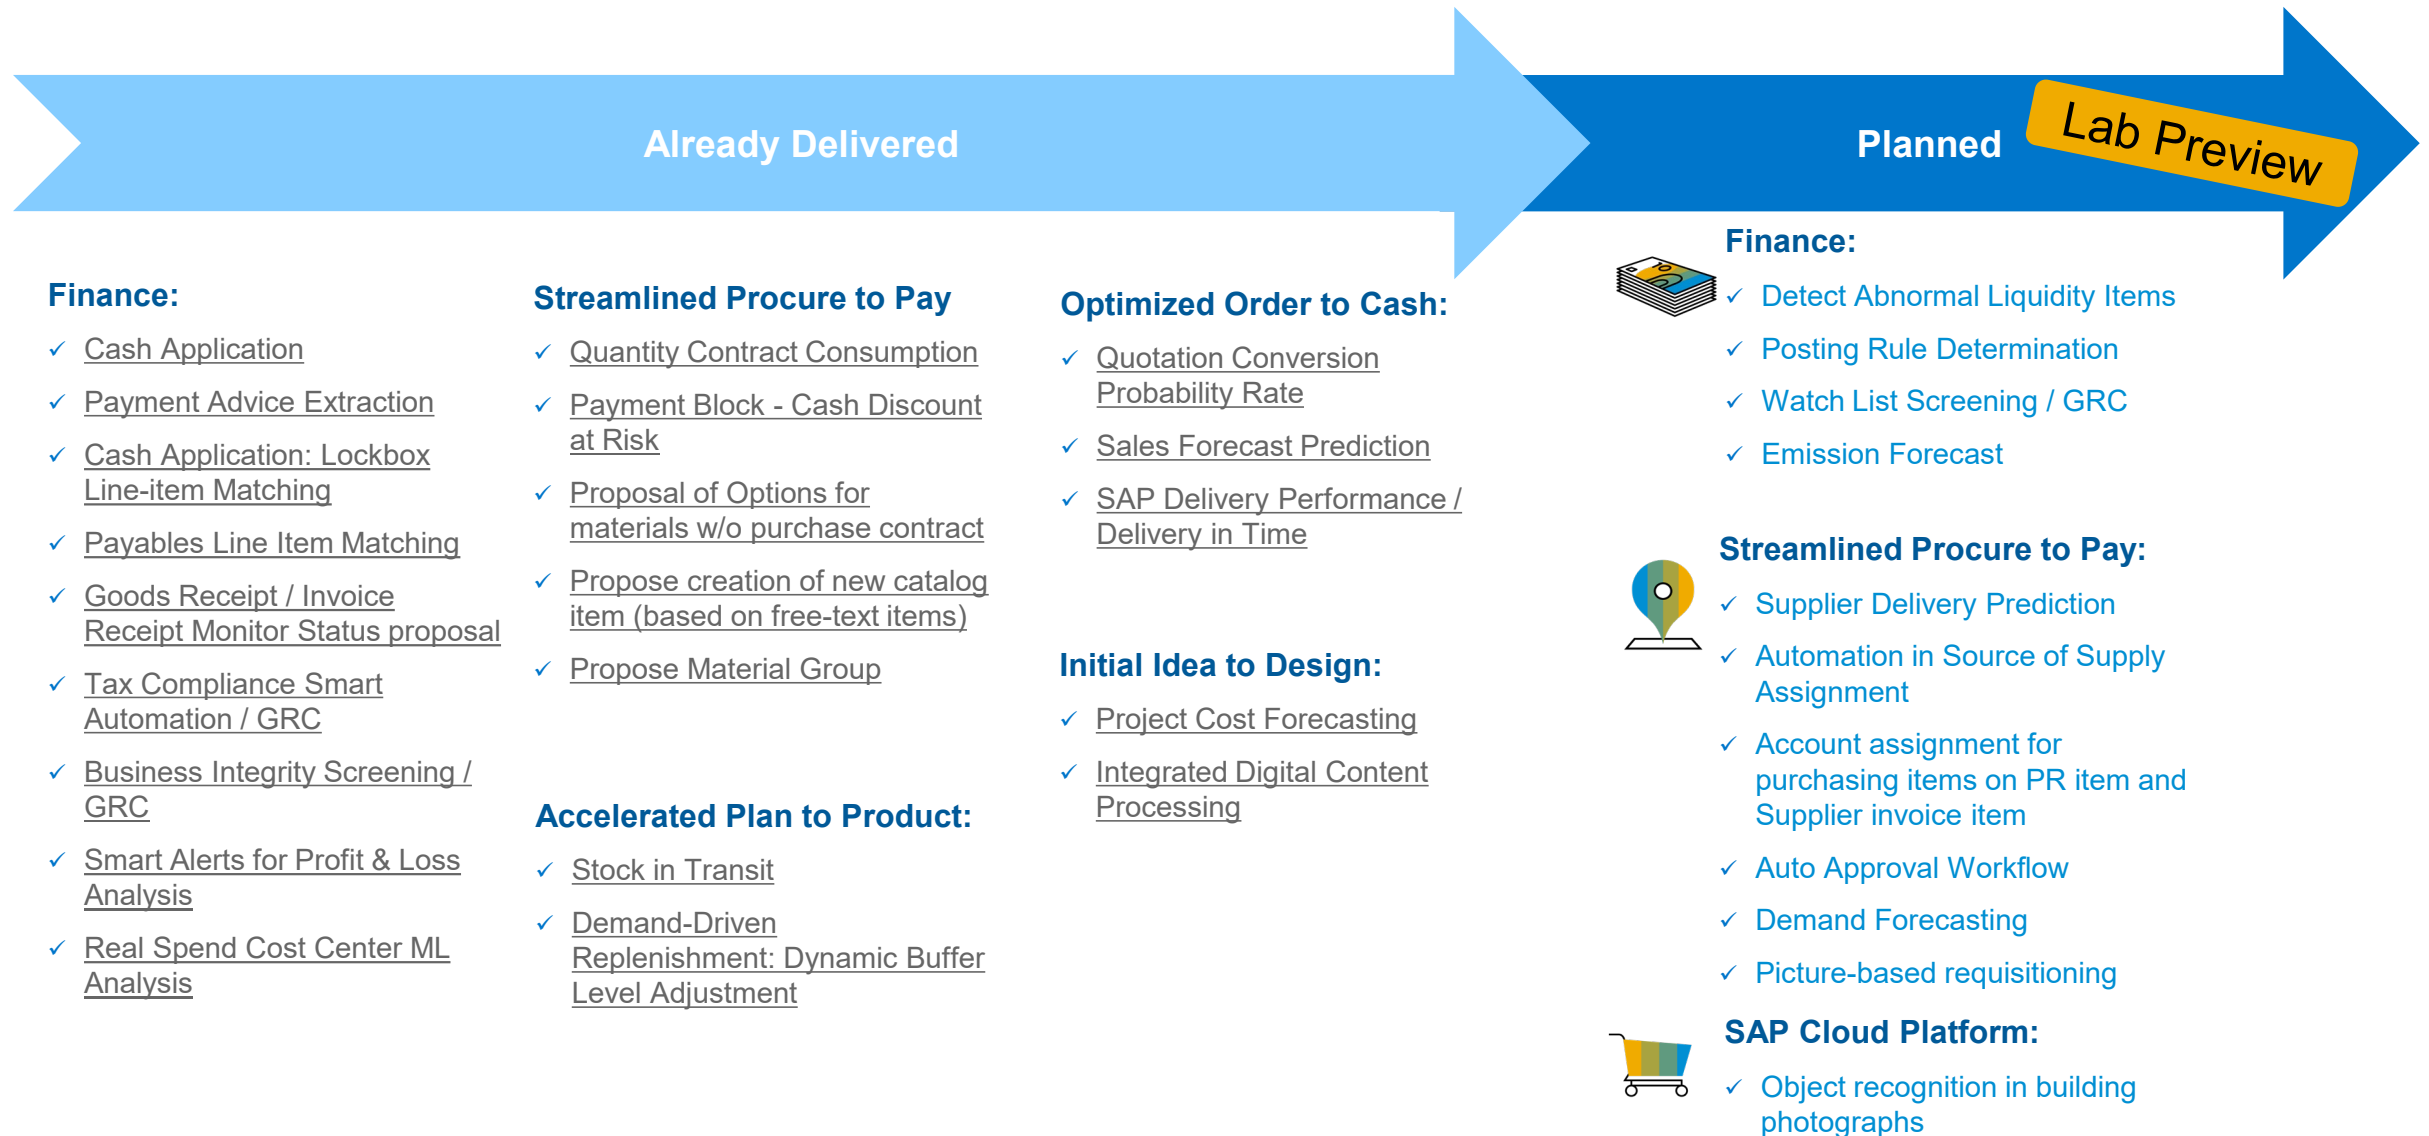 Already Delivered
Planned
Lab Preview
Finance:
Cash Application
Payment Advice Extraction
Cash Application: Lockbox
Line-item Matching
Payables Line Item Matching
Goods Receipt / Invoice
Receipt Monitor Status proposal
Tax Compliance Smart
Automation / GRC
Business Integrity Screening /
GRC
Smart Alerts for Profit & Loss
Analysis
Real Spend Cost Center ML
Analysis
Streamlined Procure to Pay
Quantity Contract Consumption
Payment Block - Cash Discount
at Risk
Proposal of Options for
materials w/o purchase contract
Propose creation of new catalog
item (based on free-text items)
Propose Material Group
Accelerated Plan to Product:
Stock in Transit
Demand-Driven
Replenishment: Dynamic Buffer
Level Adjustment
Optimized Order to Cash:
Quotation Conversion
Probability Rate
Sales Forecast Prediction
SAP Delivery Performance /
Delivery in Time
Initial Idea to Design:
Project Cost Forecasting
Integrated Digital Content
Processing
Finance:
10
Detect Abnormal Liquidity Items
Posting Rule Determination
Watch List Screening / GRC
Emission Forecast
Streamlined Procure to Pay:
Supplier Delivery Prediction
Automation in Source of Supply
Assignment
Account assignment for
purchasing items on PR item and
Supplier invoice item
Auto Approval Workflow
Demand Forecasting
Picture-based requisitioning
SAP Cloud Platform:
Object recognition in building
photographs